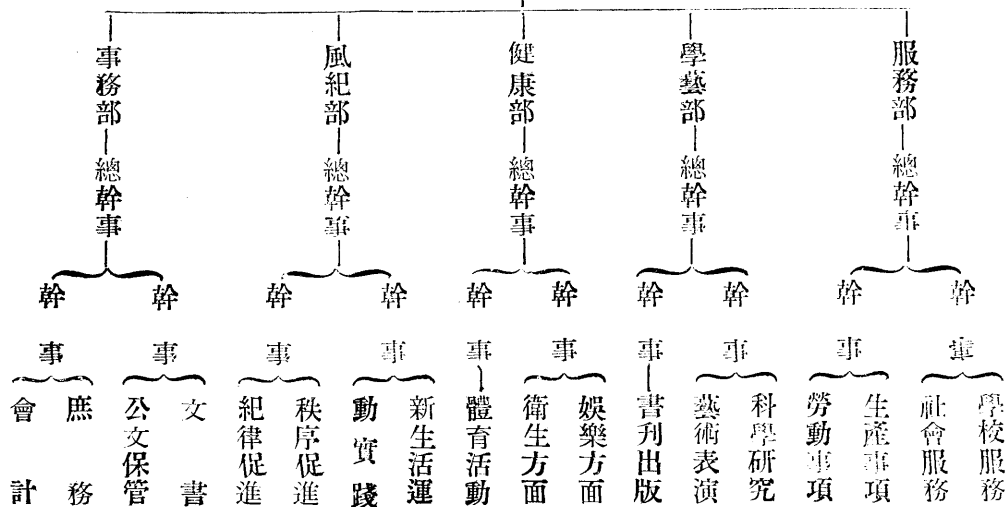 服務部
總幹事
幹事
學校服務
社會服務
幹事
生產事項
勞動事項
學藝部
總幹事
幹事
科學研究
藝術表演
幹事
書刊出版
健康部
總幹事
幹事
娛樂方面
衛生方面
幹事
體育活動
風紀部
總幹事
幹事
新生活運
動實踐
幹事
秩序促進
紀律促進
事務部
總幹事
幹事
文書
公文保管
幹事
庶務
會計